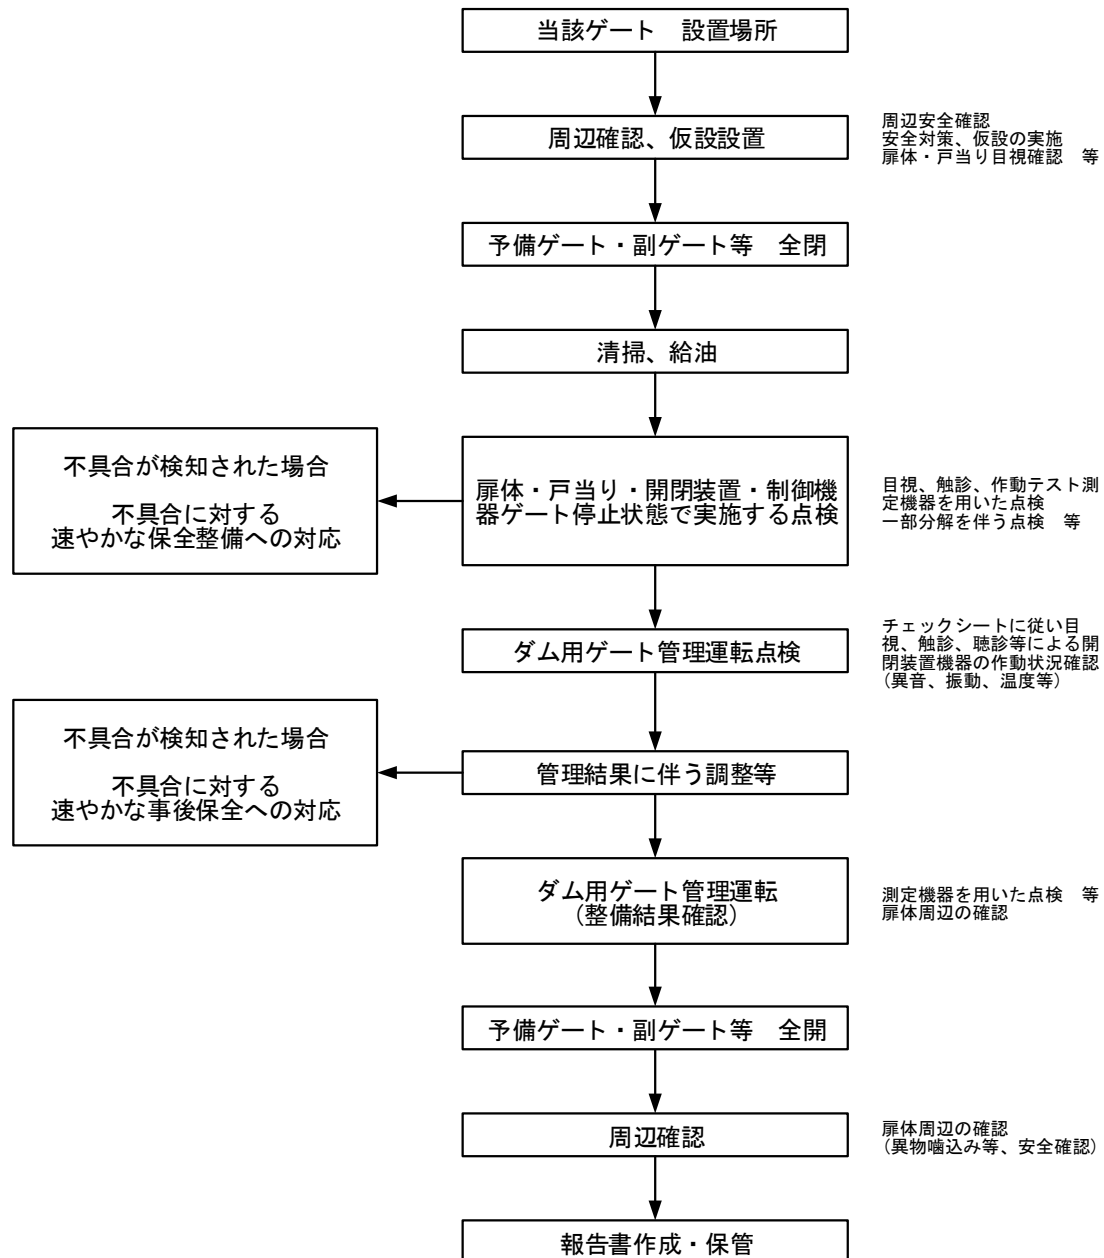 当該ゲート　設置場所
周辺確認、仮設設置
周辺安全確認
安全対策、仮設の実施
扉体・戸当り目視確認　等
予備ゲート・副ゲート等　全閉
清掃、給油
不具合が検知された場合
不具合に対する
速やかな保全整備への対応
扉体・戸当り・開閉装置・制御機
器ゲート停止状態で実施する点検
目視、触診、作動テスト測
定機器を用いた点検
一部分解を伴う点検　等
ダム用ゲート管理運転点検
チェックシートに従い目
視、触診、聴診等による開
閉装置機器の作動状況確認
(異音、振動、温度等)
不具合が検知された場合
不具合に対する
速やかな事後保全への対応
管理結果に伴う調整等
ダム用ゲート管理運転
(整備結果確認)
測定機器を用いた点検　等
扉体周辺の確認
予備ゲート・副ゲート等　全開
周辺確認
扉体周辺の確認
(異物噛込み等、安全確認)
報告書作成・保管